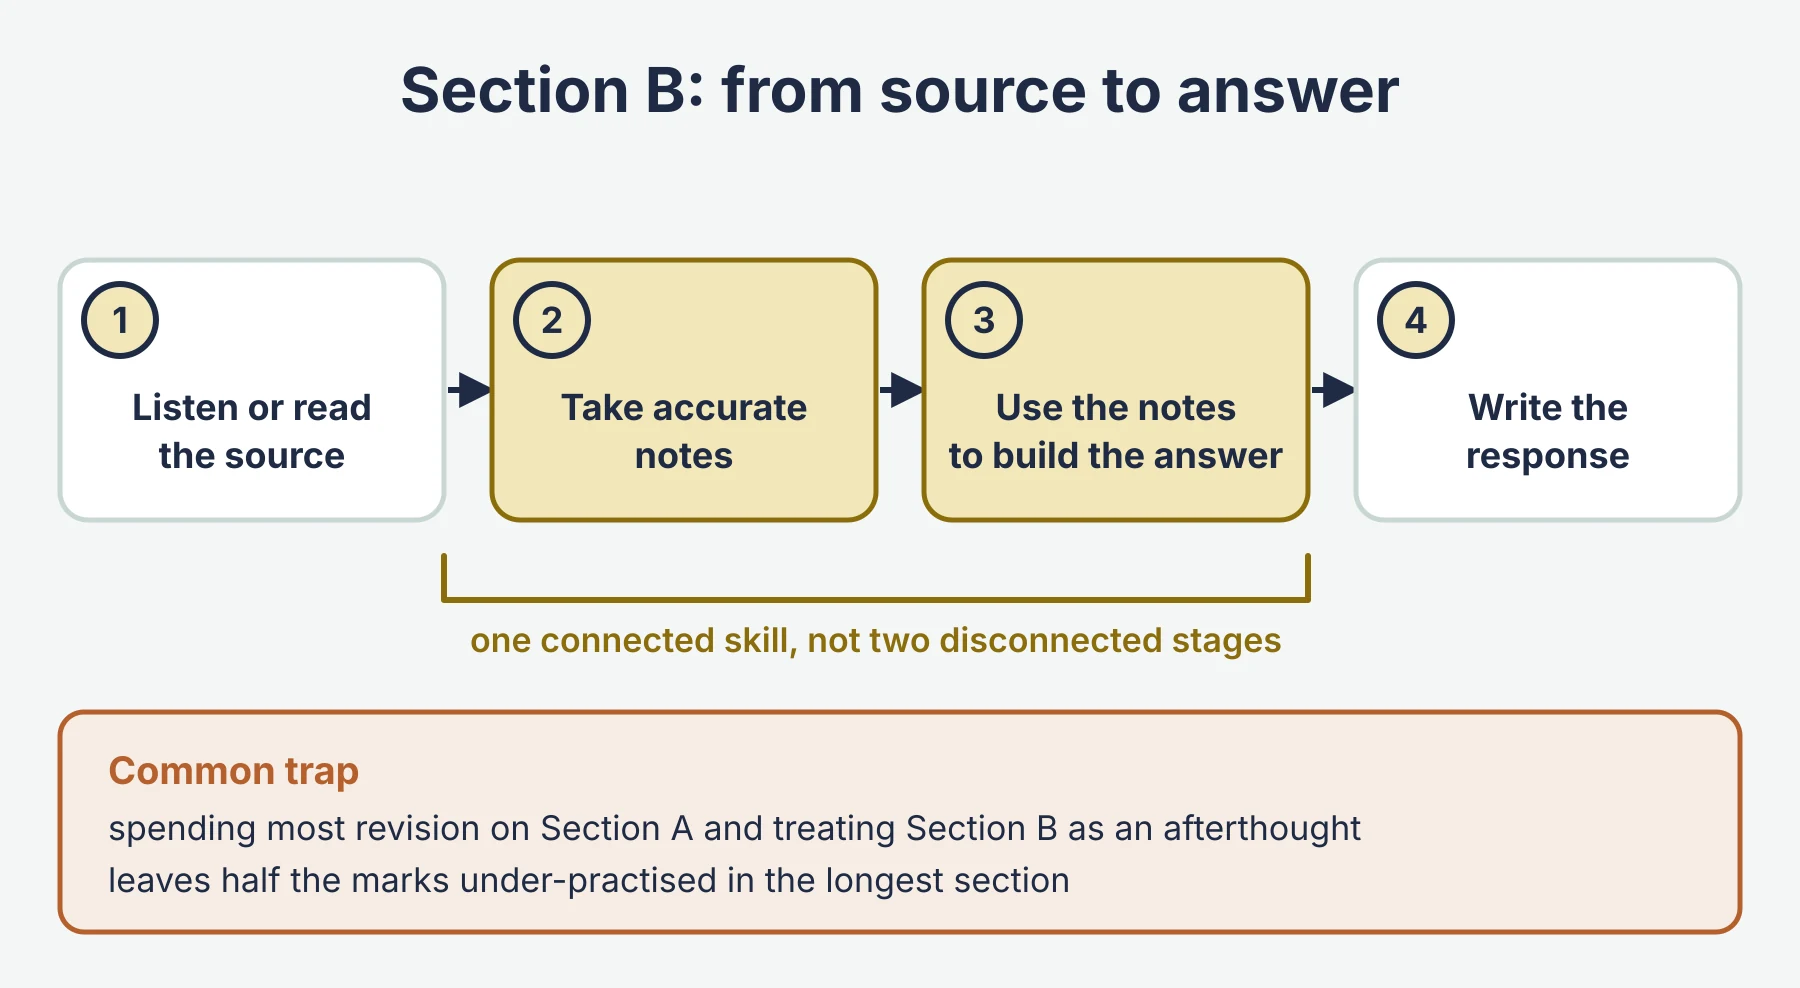 Section B: from source to answer
1
Listen or read
the source
2
Take accurate
notes
3
Use the notes
to build the answer
4
Write the
response
one connected skill, not two disconnected stages
Common trap
spending most revision on Section A and treating Section B as an afterthought
leaves half the marks under-practised in the longest section